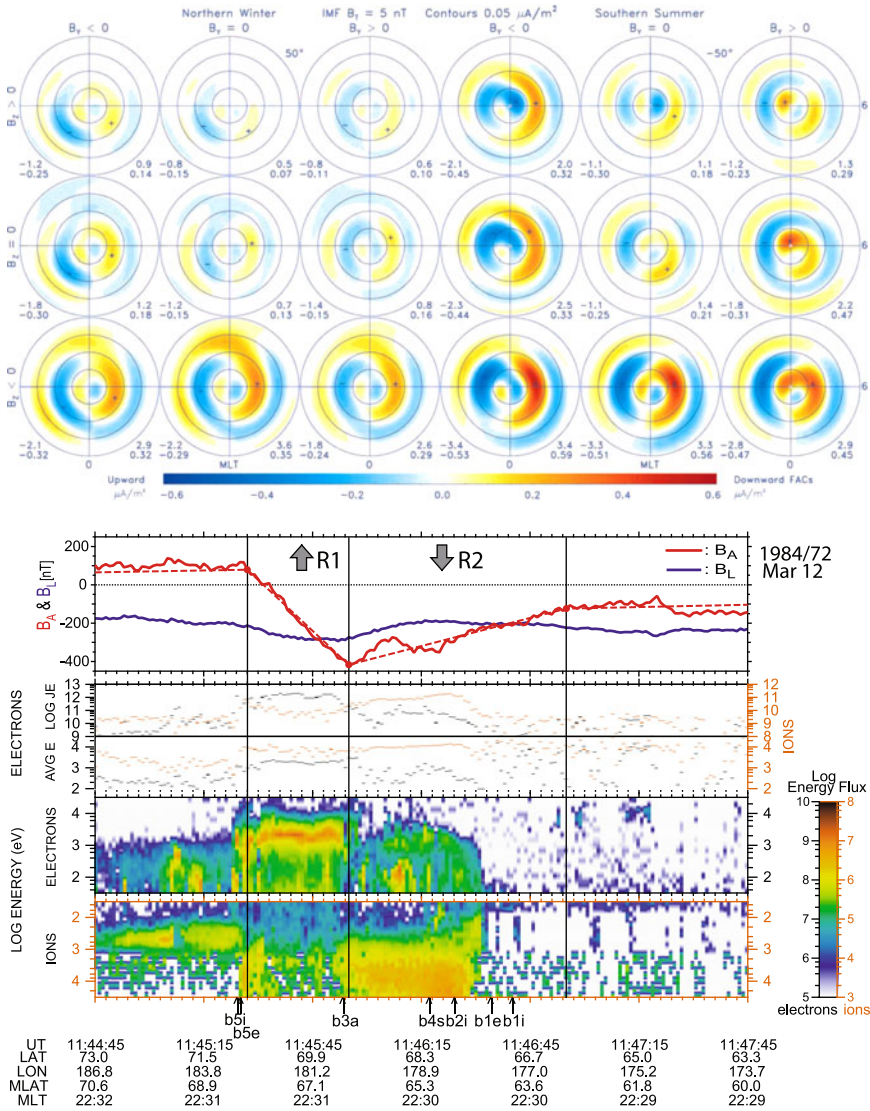 Northern Winter IMF B_T = 5 nT Contours 0.05 μA/m² Southern Summer
B_Y < 0 B_Y = 0 B_Y > 0 B_Y < 0 B_Y = 0 B_Y > 0
50° -50°
B_Z > 0
6
-1.2 0.9 -0.8 0.5 -0.8 0.6 -2.1 2.0 -1.1 1.1 -1.2 1.3
-0.25 0.14 -0.15 0.07 -0.11 0.10 -0.45 0.32 -0.30 0.18 -0.23 0.29
B_Z = 0
6
-1.8 1.2 -1.2 0.7 -1.4 0.8 -2.3 2.5 -1.1 1.4 -1.8 2.2
-0.30 0.18 -0.15 0.13 -0.15 0.16 -0.44 0.33 -0.25 0.21 -0.31 0.47
B_Z < 0
6
-2.1 2.9 -2.2 3.6 -1.8 2.6 -3.4 3.4 -3.3 3.3 -2.8 2.9
-0.32 0.32 -0.29 0.35 -0.24 0.29 -0.53 0.59 -0.51 0.56 -0.47 0.45
0 MLT 0 0 MLT 0
Upward Downward FACs
μA/m² -0.6 -0.4 -0.2 0.0 0.2 0.4 0.6 μA/m²
B_A & B_L [nT]
200
0
-200
-400
R1 R2
: B_A
: B_L
1984/72
Mar 12
ELECTRONS
LOG JE
13
12
11
10
9
8
AVG E
4
3
2
IONS
12
11
10
9
8
4
3
2
LOG ENERGY (eV)
ELECTRONS
4
3
2
IONS
2
3
4
Log
Energy Flux
10 8
9 7
8 6
7 5
6 4
5 3
electrons ions
b5i b3a b4s b2i b1e b1i
b5e
UT 11:44:45 11:45:15 11:45:45 11:46:15 11:46:45 11:47:15 11:47:45
LAT 73.0 71.5 69.9 68.3 66.7 65.0 63.3
LON 186.8 183.8 181.2 178.9 177.0 175.2 173.7
MLAT 70.6 68.9 67.1 65.3 63.6 61.8 60.0
MLT 22:32 22:31 22:31 22:30 22:30 22:29 22:29